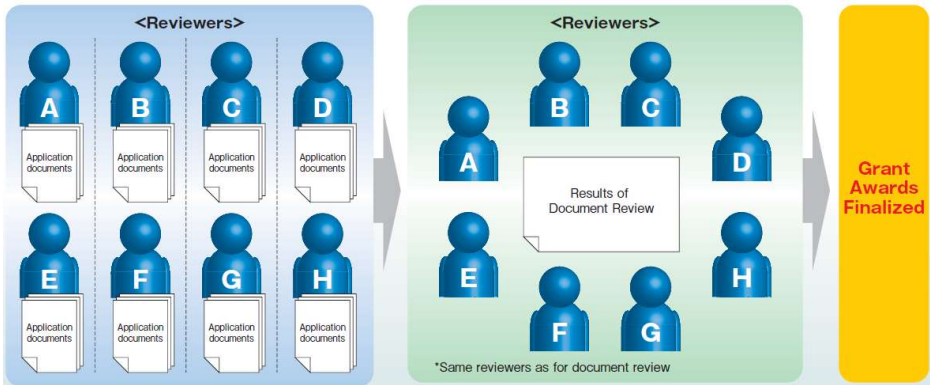 <Reviewers>
A
B
C
D
Application
documents
Application
documents
Application
documents
Application
documents
E
F
G
H
Application
documents
Application
documents
Application
documents
Application
documents
<Reviewers>
B
C
A
D
Results of
Document Review
E
H
F
G
*Same reviewers as for document review
Grant
Awards
Finalized